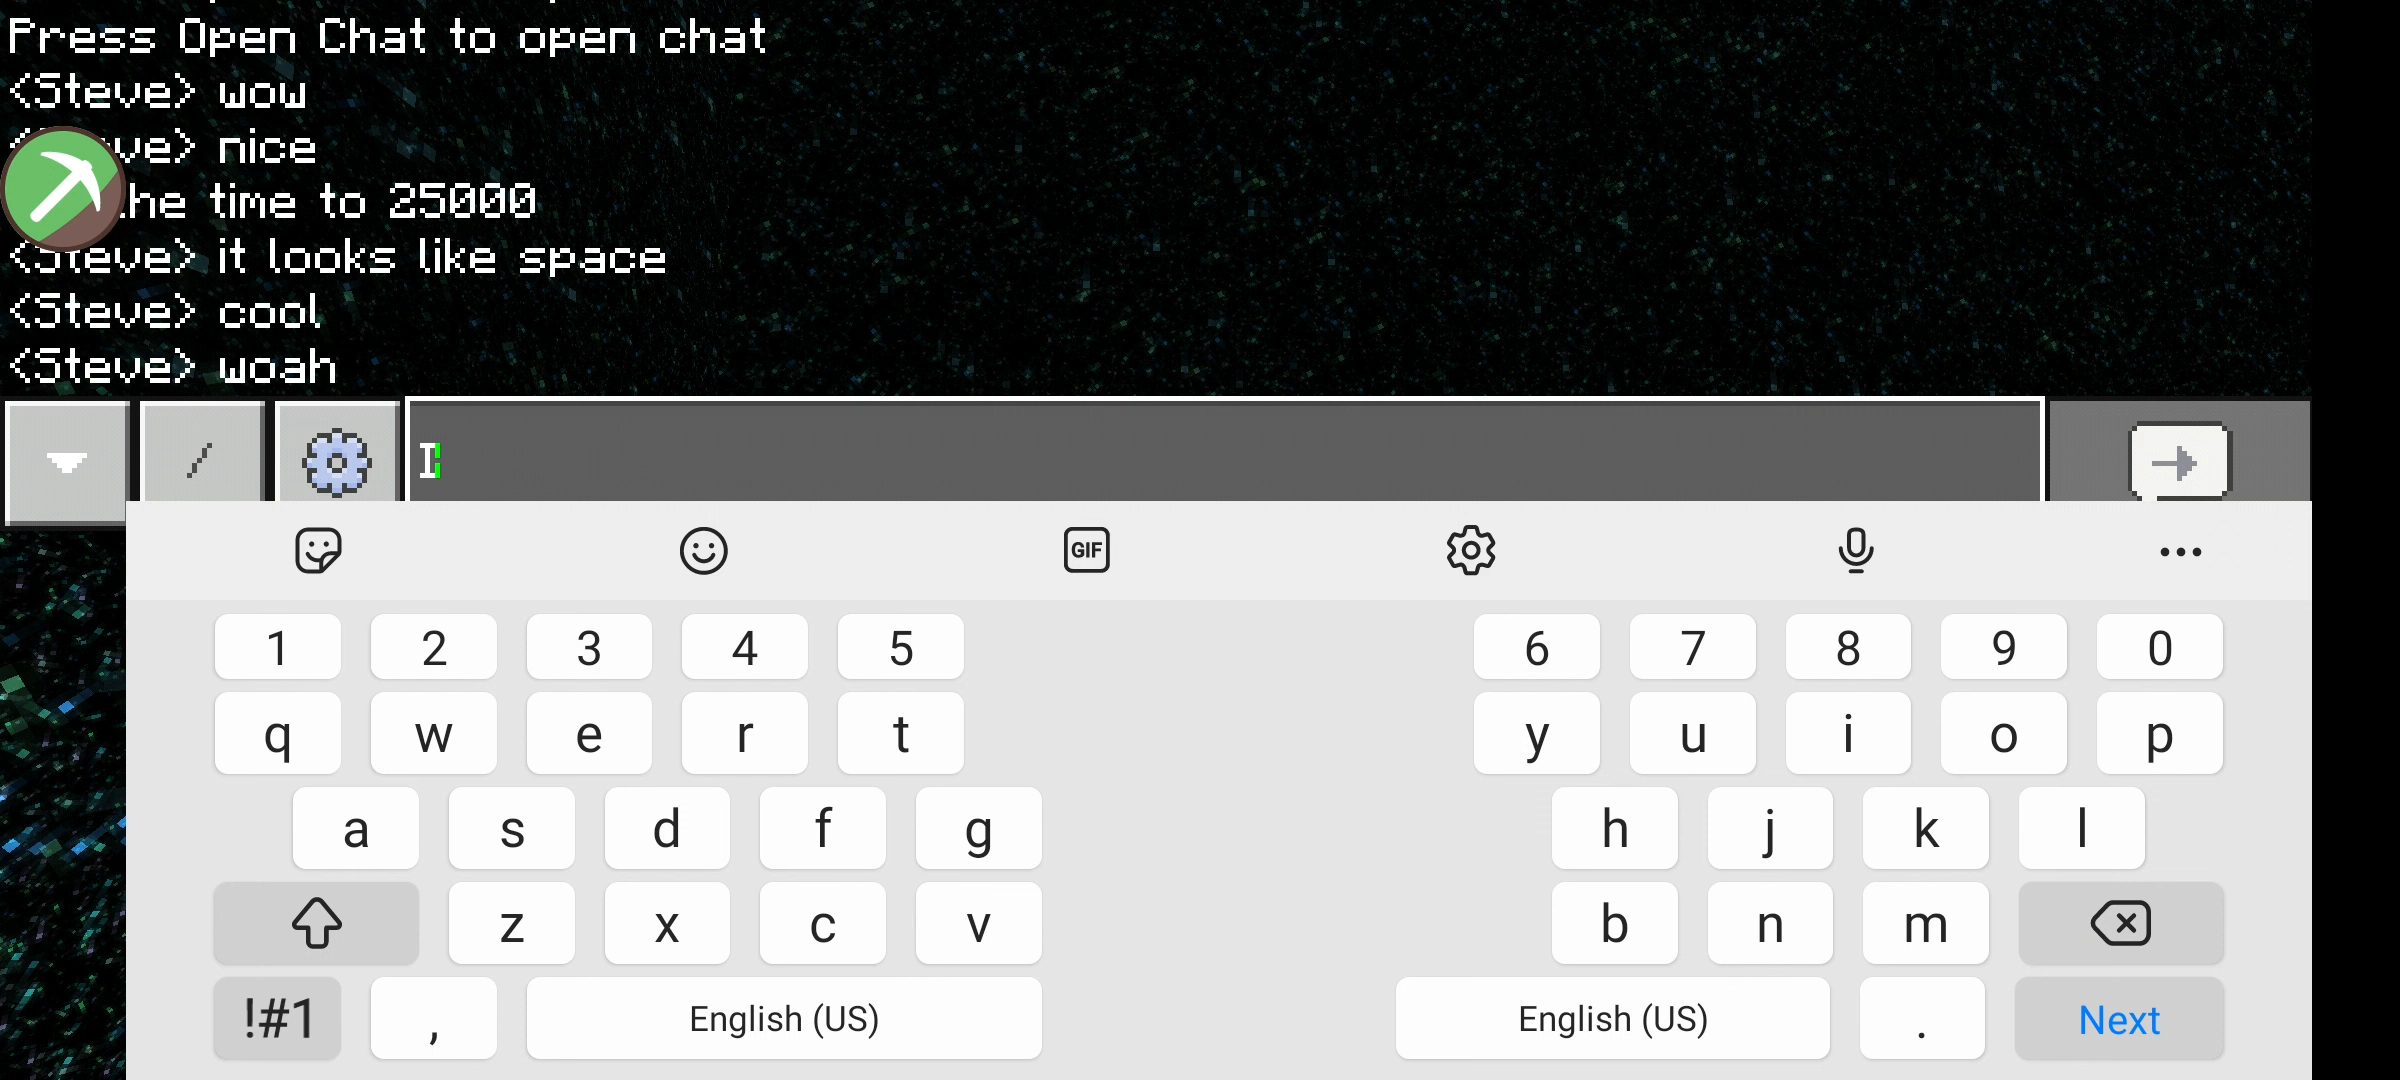 Press Open Chat to open chat
<Steve> wow
ve> nice
he time to 25000
<Steve> it looks like space
<Steve> cool
<Steve> woah
/
I
GIF
1 2 3 4 5 6 7 8 9 0
q w e r t y u i o p
a s d f g h j k l
z x c v b n m
!#1 , English (US) English (US) . Next